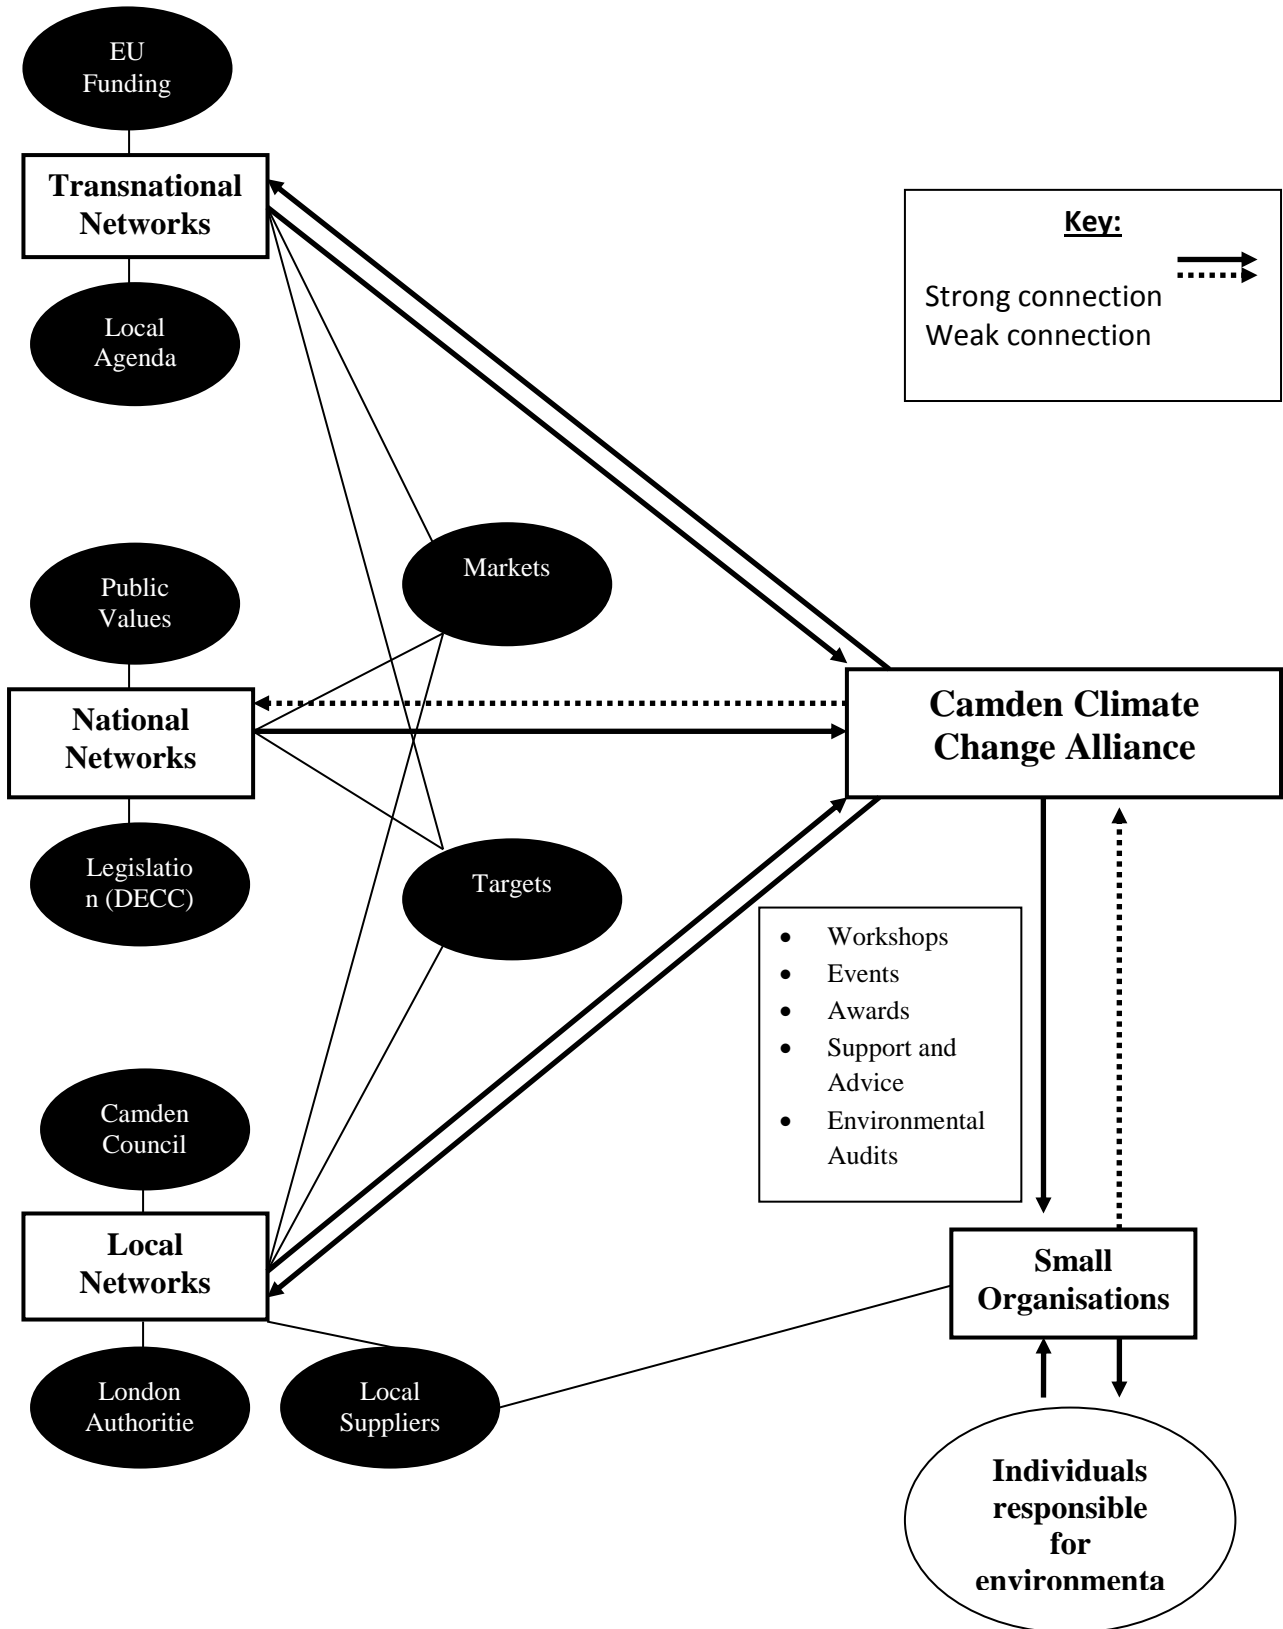 EU
Funding
Transnational
Networks
Local
Agenda
Key:
Strong connection
Weak connection
Markets
Public
Values
National
Networks
Legislatio
n (DECC)
Camden Climate
Change Alliance
Targets
• Workshops
• Events
• Awards
• Support and
Advice
• Environmental
Audits
Camden
Council
Local
Networks
London
Authoritie
Local
Suppliers
Small
Organisations
Individuals
responsible
for
environmenta